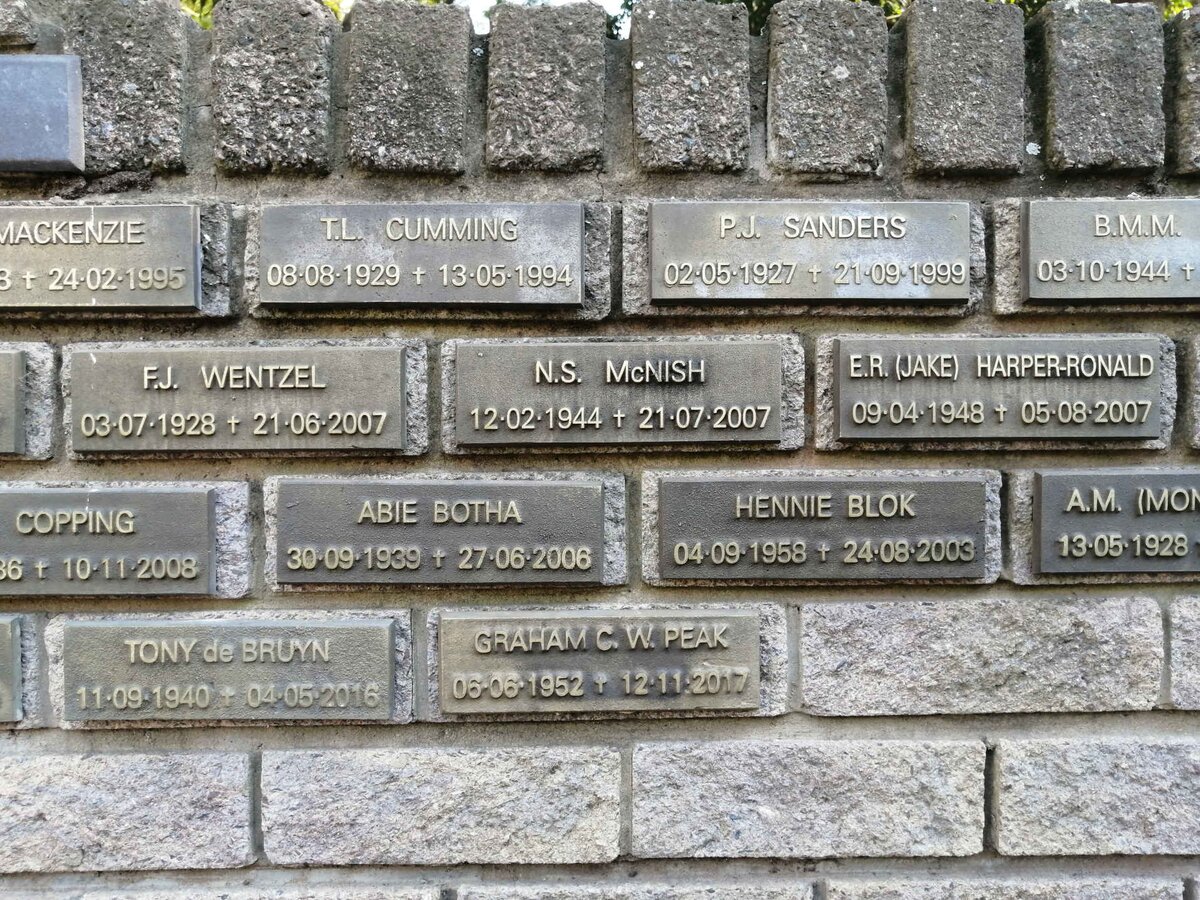 MACKENZIE
8 † 24·02·1995
T.L. CUMMING
08·08·1929 † 13·05·1994
P.J. SANDERS
02·05·1927 † 21·09·1999
B.M.M.
03·10·1944 †
F.J. WENTZEL
03·07·1928 † 21·06·2007
N.S. McNISH
12·02·1944 † 21·07·2007
E.R. (JAKE) HARPER-RONALD
09·04·1948 † 05·08·2007
COPPING
36 † 10·11·2008
ABIE BOTHA
30·09·1939 † 27·06·2006
HENNIE BLOK
04·09·1958 † 24·08·2003
A.M. (MON
13·05·1928
TONY de BRUYN
11·09·1940 † 04·05·2016
GRAHAM C. W. PEAK
06·06·1952 † 12·11·2017